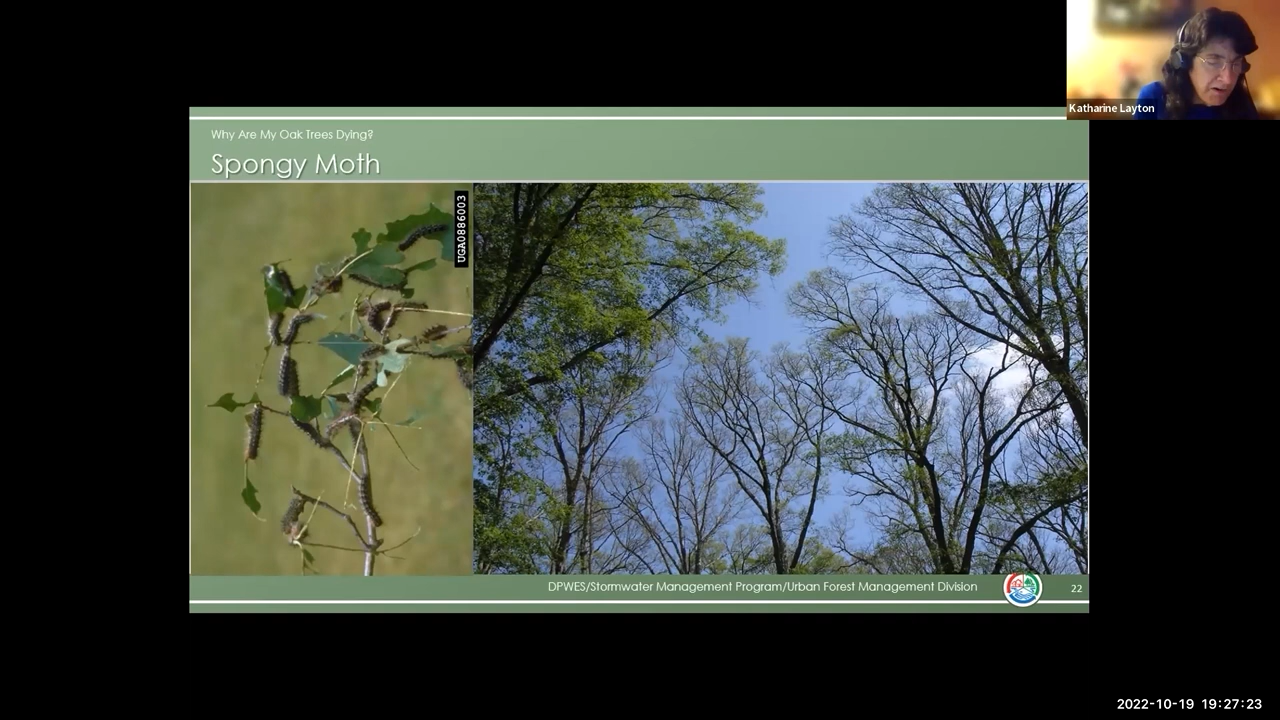 Katharine Layton
Why Are My Oak Trees Dying?
Spongy Moth
UGA0886003
DPWES/Stormwater Management Program/Urban Forest Management Division
22
2022-10-19 19:27:23